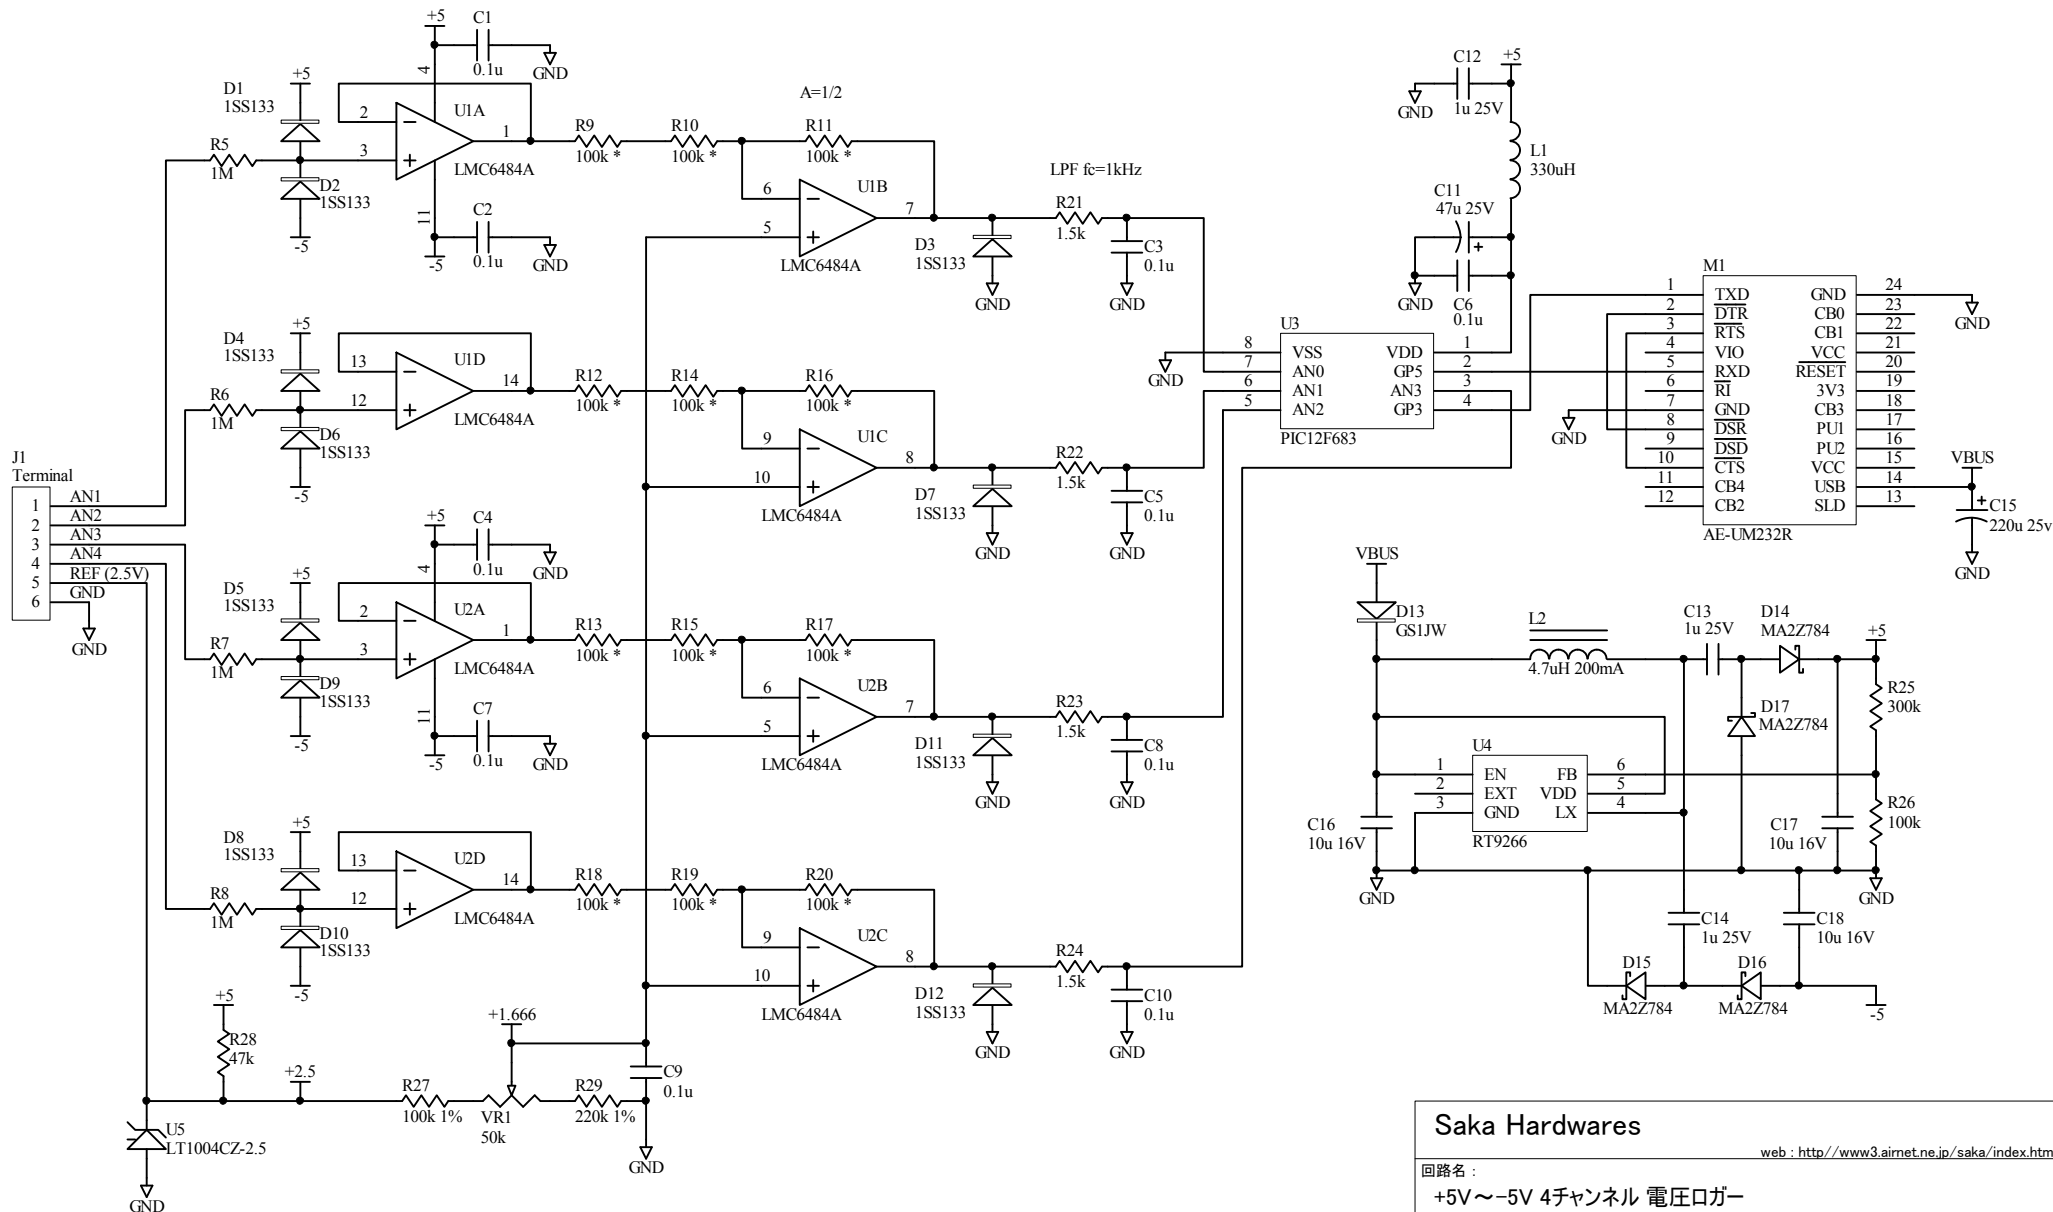 +5
C1
0.1u
GND
4
D1
1SS133
+5
2
3
1
U1A
LMC6484A
R5
1M
D2
1SS133
-5
11
C2
0.1u
GND
-5
R9
100k *
R10
100k *
A=1/2
R11
100k *
6
5
7
U1B
LMC6484A
D3
1SS133
GND
LPF fc=1kHz
R21
1.5k
C3
0.1u
GND
D4
1SS133
+5
13
12
14
U1D
LMC6484A
R6
1M
D6
1SS133
-5
R12
100k *
R14
100k *
R16
100k *
9
10
8
U1C
LMC6484A
D7
1SS133
GND
R22
1.5k
C5
0.1u
GND
J1
Terminal
1 AN1
2 AN2
3 AN3
4 AN4
5 REF (2.5V)
6 GND
GND
+5
C4
0.1u
GND
4
D5
1SS133
+5
2
3
1
U2A
LMC6484A
R7
1M
D9
1SS133
-5
11
C7
0.1u
GND
-5
R13
100k *
R15
100k *
R17
100k *
6
5
7
U2B
LMC6484A
D11
1SS133
GND
R23
1.5k
C8
0.1u
GND
D8
1SS133
+5
13
12
14
U2D
LMC6484A
R8
1M
D10
1SS133
-5
R18
100k *
R19
100k *
R20
100k *
9
10
8
U2C
LMC6484A
D12
1SS133
GND
R24
1.5k
C10
0.1u
GND
+5
R28
47k
+2.5
U5
LT1004CZ-2.5
GND
R27
100k 1%
+1.666
VR1
50k
R29
220k 1%
C9
0.1u
GND
C12
1u 25V
GND
+5
L1
330uH
C11
47u 25V
+
GND
C6
0.1u
U3
8 VSS VDD 1
7 AN0 GP5 2
6 AN1 AN3 3
5 AN2 GP3 4
GND
PIC12F683
M1
1 TXD GND 24
2 DTR CB0 23
3 RTS CB1 22
4 VIO VCC 21
5 RXD RESET 20
6 RI 3V3 19
7 GND CB3 18
8 DSR PU1 17
9 DSD PU2 16
10 CTS VCC 15
11 CB4 USB 14
12 CB2 SLD 13
AE-UM232R
GND
GND
VBUS
+
C15
220u 25v
GND
VBUS
D13
GS1JW
L2
4.7uH 200mA
C13
1u 25V
D14
MA2Z784
+5
R25
300k
D17
MA2Z784
U4
1 EN FB 6
2 EXT VDD 5
3 GND LX 4
RT9266
C16
10u 16V
C17
10u 16V
R26
100k
GND
GND
C14
1u 25V
C18
10u 16V
D15
MA2Z784
D16
MA2Z784
-5
Saka Hardwares
web : http//www3.airnet.ne.jp/saka/index.htm
回路名 :
+5V～-5V 4チャンネル 電圧ロガー